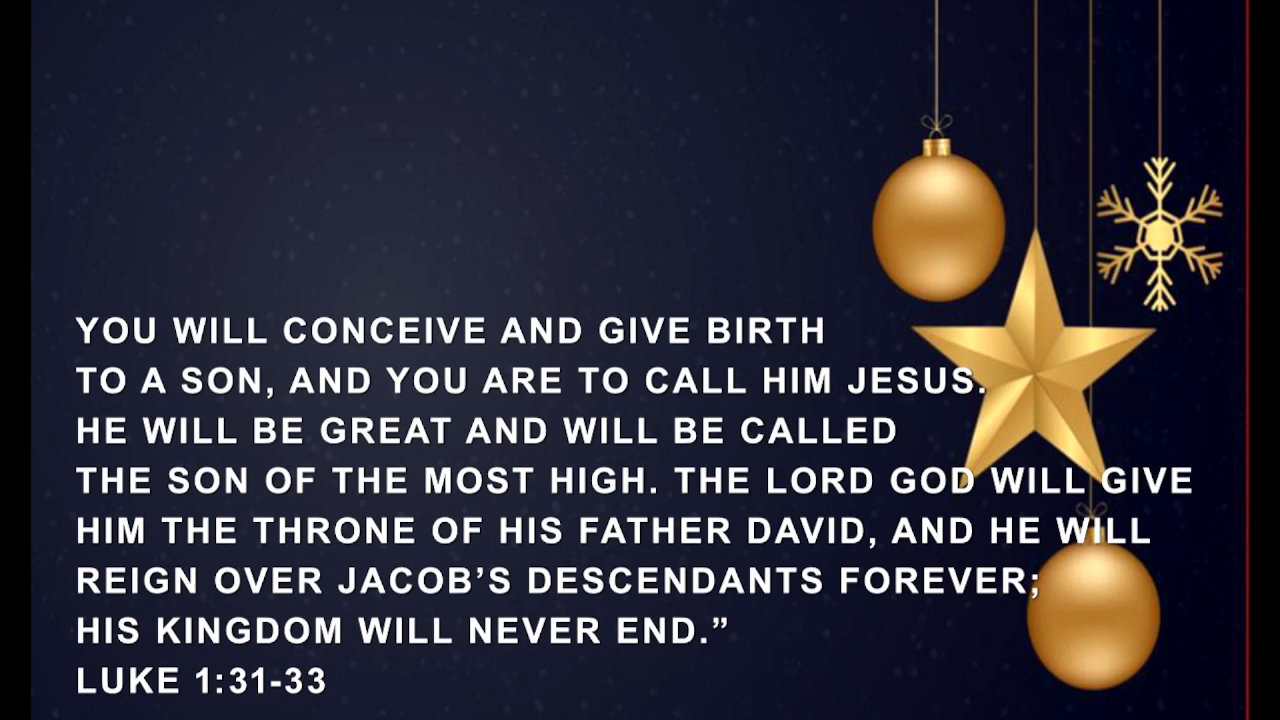 YOU WILL CONCEIVE AND GIVE BIRTH
TO A SON, AND YOU ARE TO CALL HIM JESUS.
HE WILL BE GREAT AND WILL BE CALLED
THE SON OF THE MOST HIGH. THE LORD GOD WILL GIVE
HIM THE THRONE OF HIS FATHER DAVID, AND HE WILL
REIGN OVER JACOB’S DESCENDANTS FOREVER;
HIS KINGDOM WILL NEVER END.”
LUKE 1:31-33